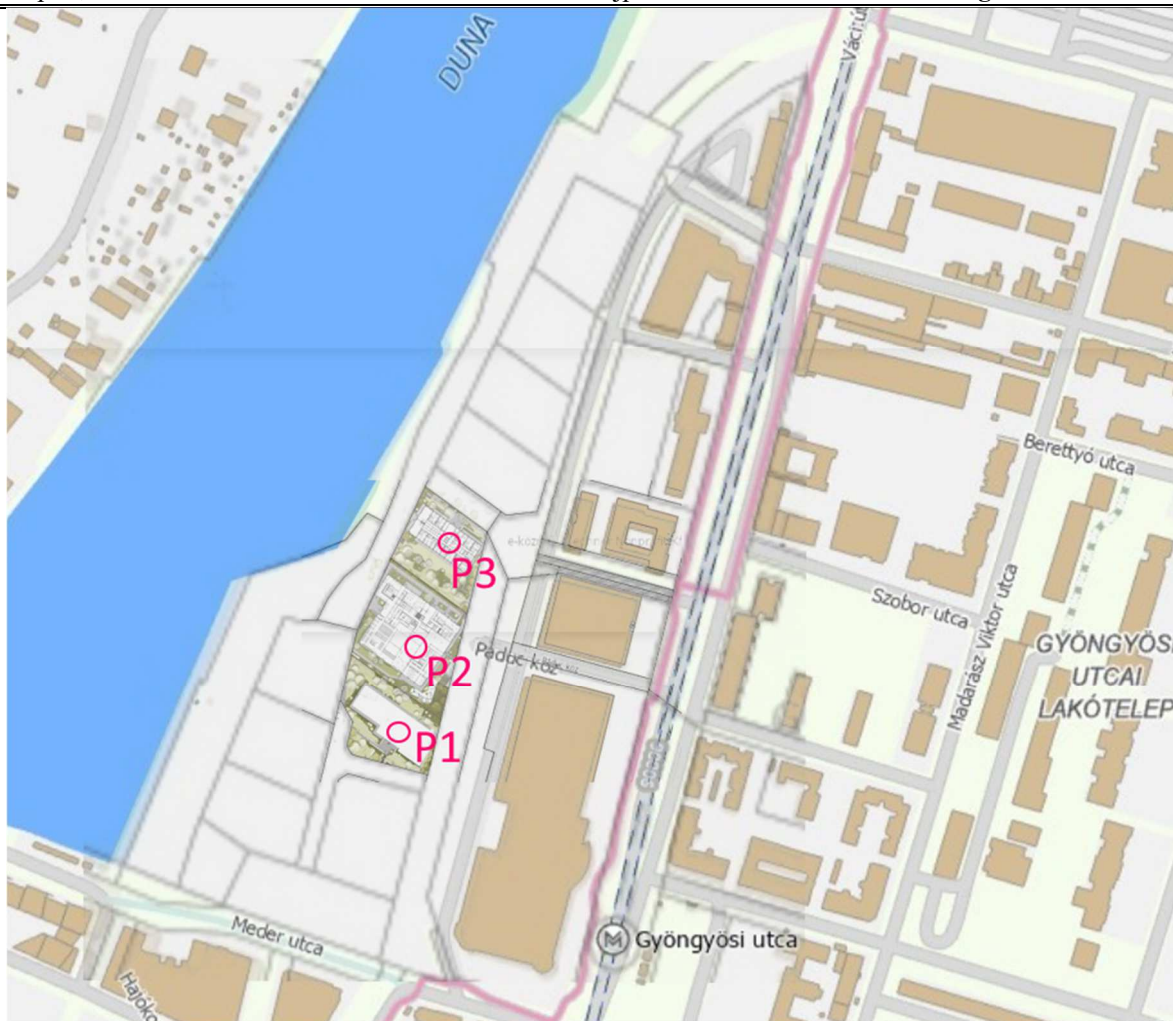 DUNA
Váci út
Berettyó utca
P3
Szobor utca
Madarász Viktor utca
GYÖNGYÖSI
UTCAI
LAKÓTELEP
Paduc köz
P2
P1
Gyöngyösi utca
M
Meder utca